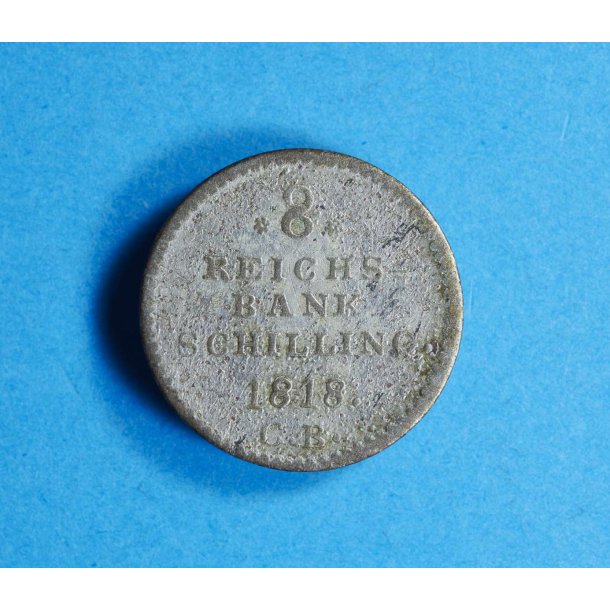 * 8 *
REICHS-
BANK
SCHILLING.
1818.
C.B.